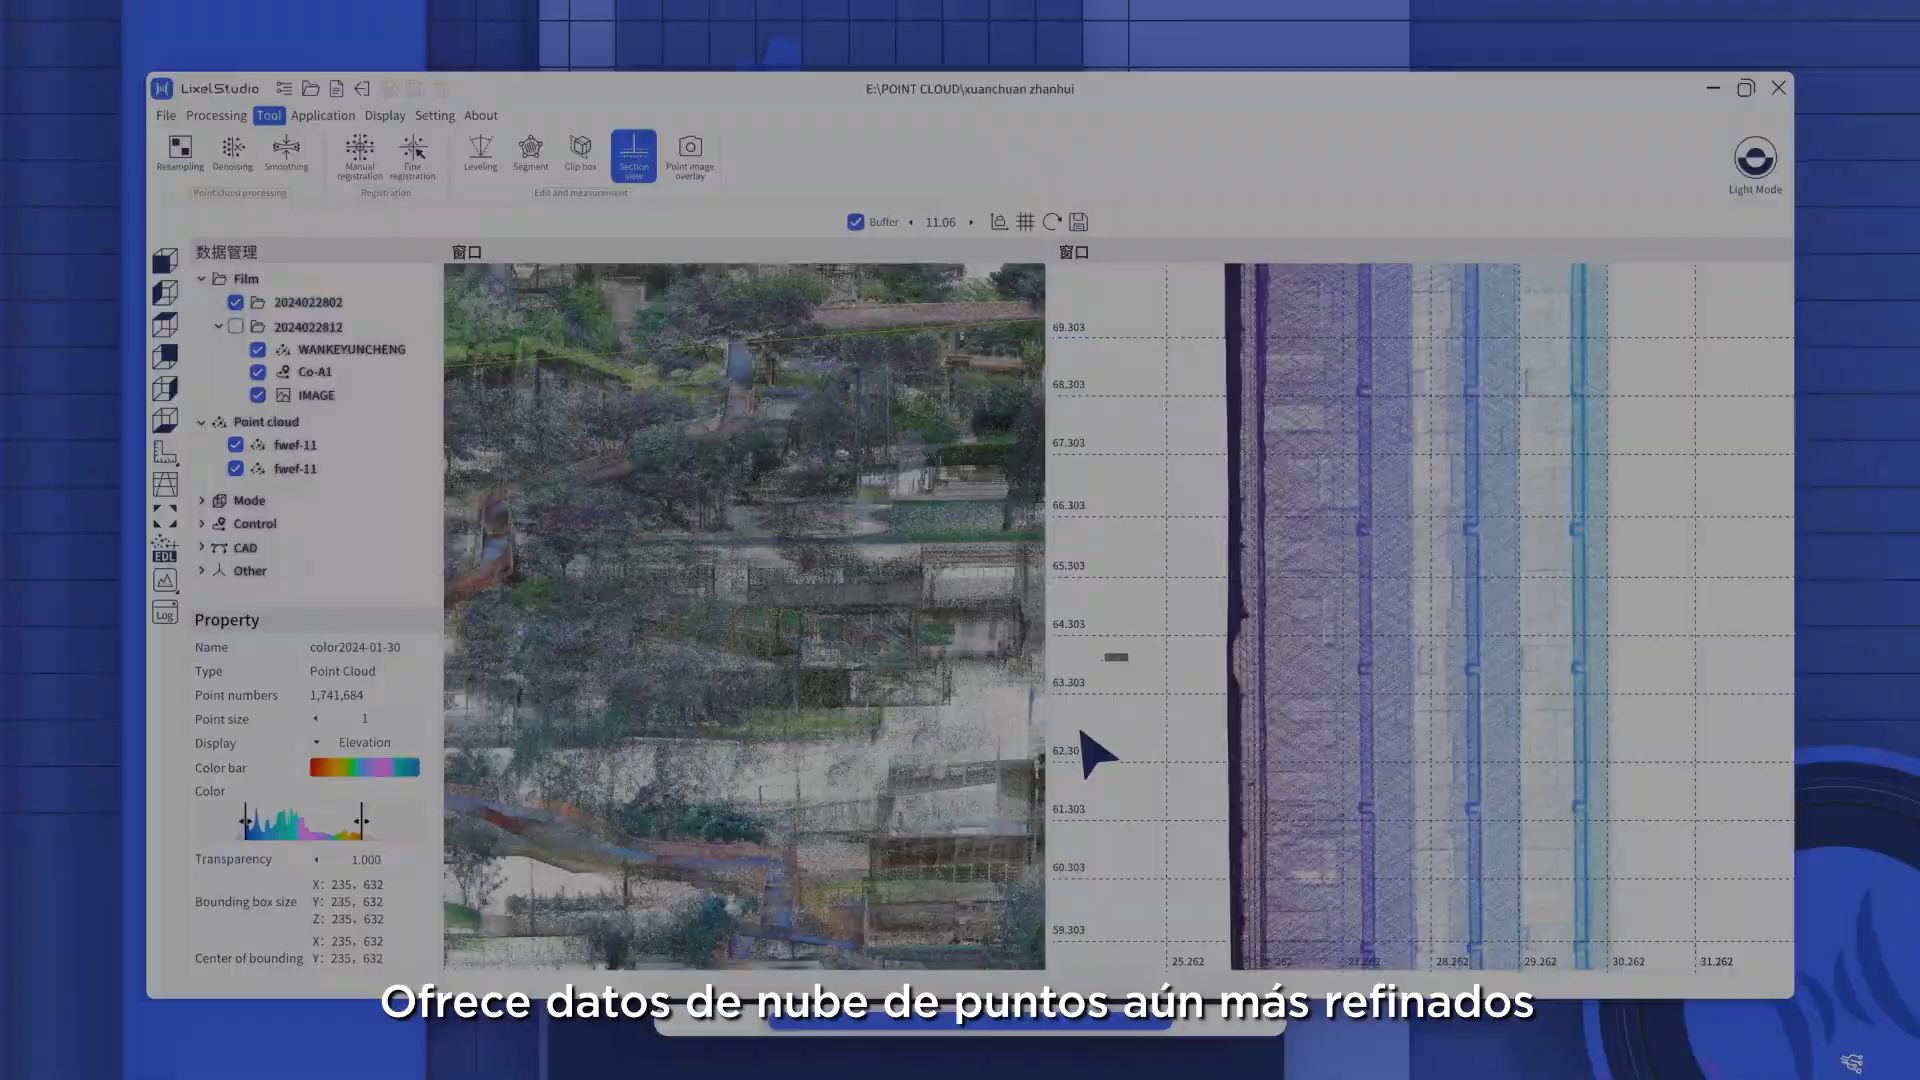 LixelStudio
E:\POINT CLOUD\xuanchuan zhanhui
File Processing Tool Application Display Setting About
Resampling Denoising Smoothing
Manual registration
Fine registration
Leveling Segment Clip box
Section view
Point image overlay
Point cloud processing Registration Edit and measurement
Light Mode
Buffer 11.06
数据管理
窗口
窗口
Film
2024022802
2024022812
WANKEYUNCHENG
Co-A1
IMAGE
Point cloud
fwef-11
fwef-11
Mode
Control
CAD
Other
EDL
Log
Property
Name color2024-01-30
Type Point Cloud
Point numbers 1,741,684
Point size 1
Display Elevation
Color bar
Color
Transparency 1.000
Bounding box size
X: 235, 632
Y: 235, 632
Z: 235, 632
Center of bounding
X: 235, 632
Y: 235, 632
69.303
68.303
67.303
66.303
65.303
64.303
63.303
62.30
61.303
60.303
59.303
25.262 262 27.262 28.262 29.262 30.262 31.262
Ofrece datos de nube de puntos aún más refinados